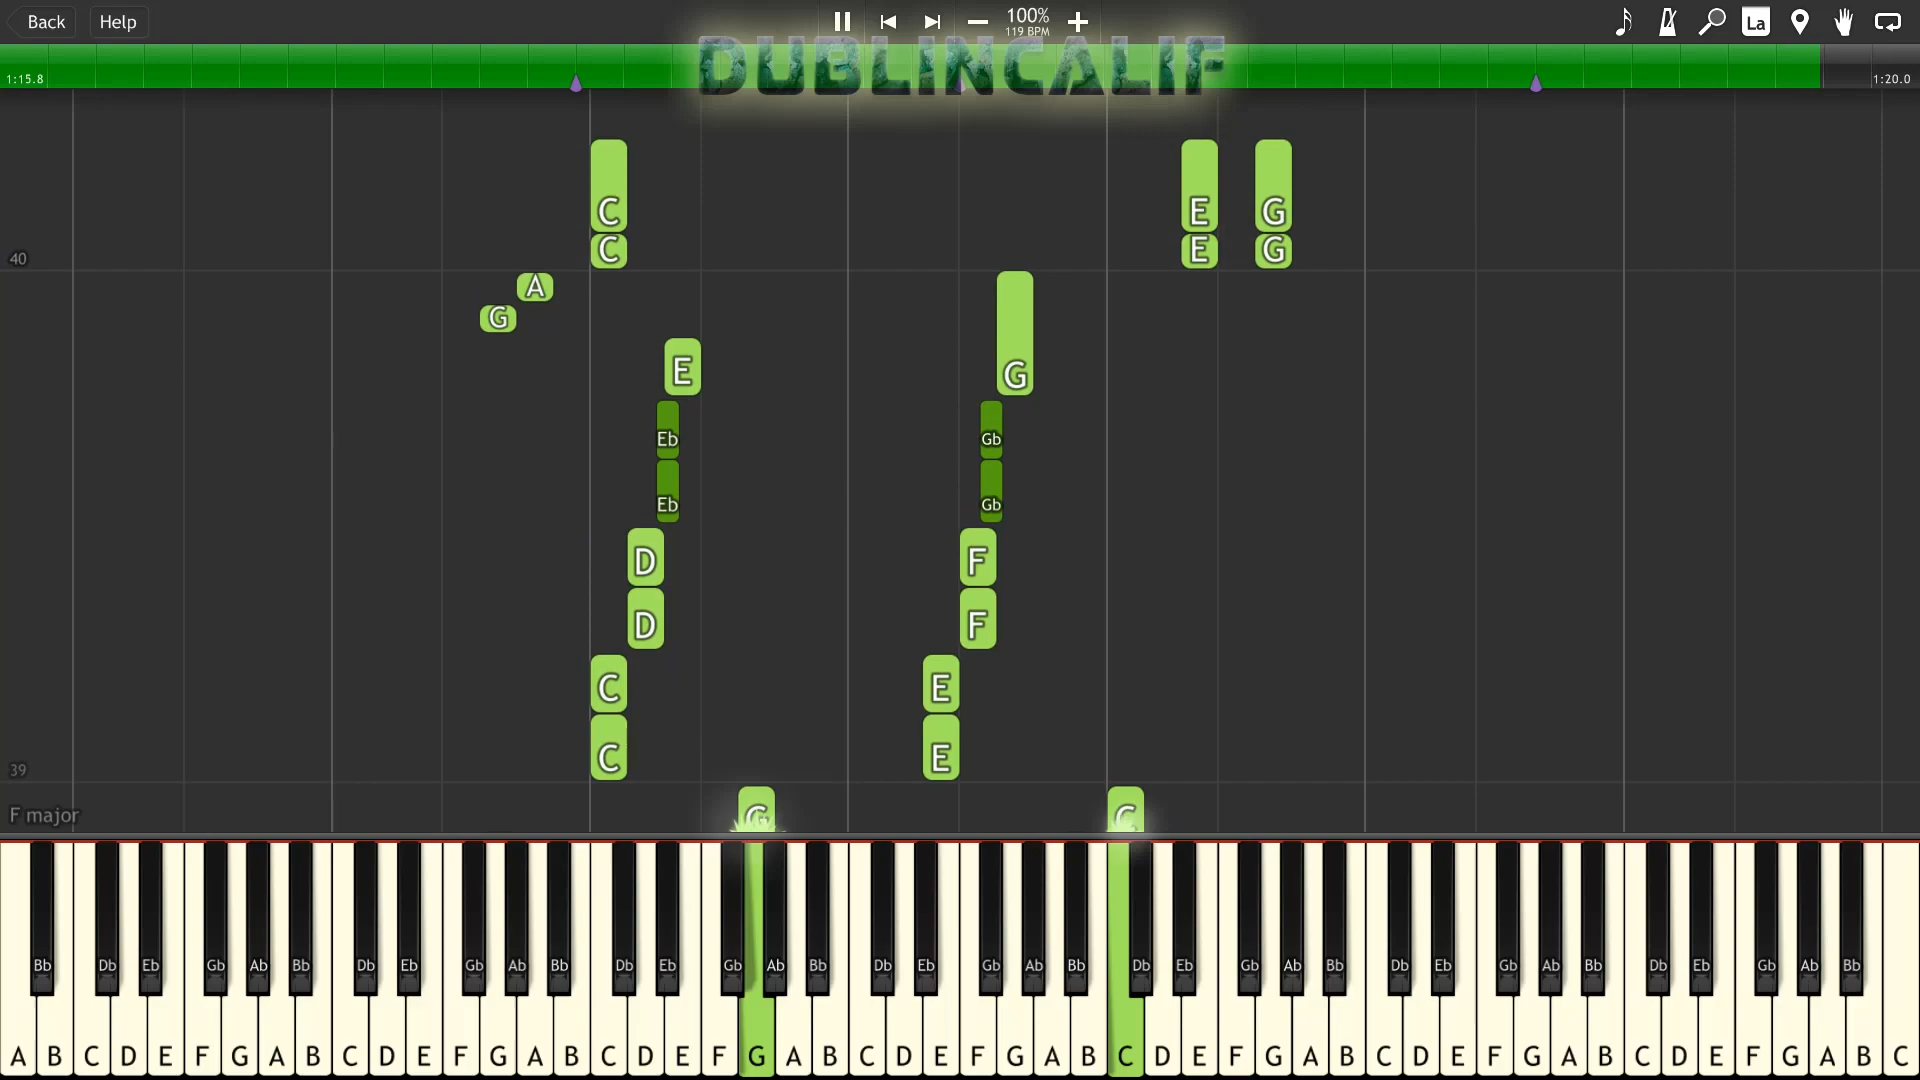 Back Help 100%
119 BPM La
DUBLINCALIF
1:15.8 1:20.0
C E G
C E G
40
A
G
E G
Eb Gb
Eb Gb
D F
D F
C E
C E
39
F major G C
Bb Db Eb Gb Ab Bb Db Eb Gb Ab Bb Db Eb Gb Ab Bb Db Eb Gb Ab Bb Db Eb Gb Ab Bb Db Eb Gb Ab Bb Db Eb Gb Ab Bb
A B C D E F G A B C D E F G A B C D E F G A B C D E F G A B C D E F G A B C D E F G A B C D E F G A B C